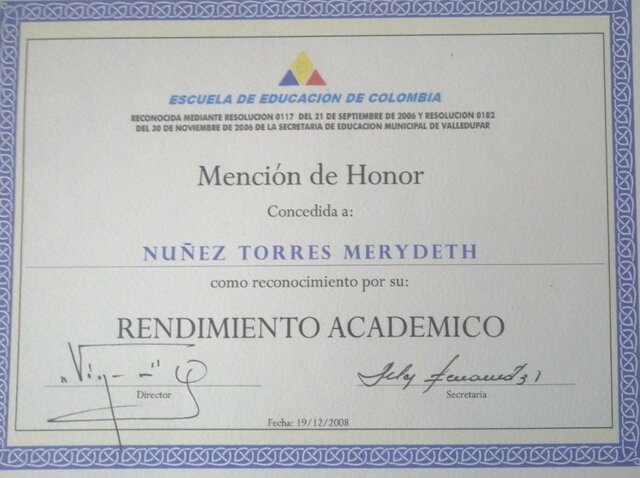 ESCUELA DE EDUCACION DE COLOMBIA
RECONOCIDA MEDIANTE RESOLUCION 0117 DEL 21 DE SEPTIEMBRE DE 2006 Y RESOLUCION 0182
DEL 30 DE NOVIEMBRE DE 2006 DE LA SECRETARIA DE EDUCACION MUNICIPAL DE VALLEDUPAR
Mención de Honor
Concedida a:
NUÑEZ TORRES MERYDETH
como reconocimiento por su:
RENDIMIENTO ACADEMICO
Director
Secretaria
Fecha: 19/12/2008